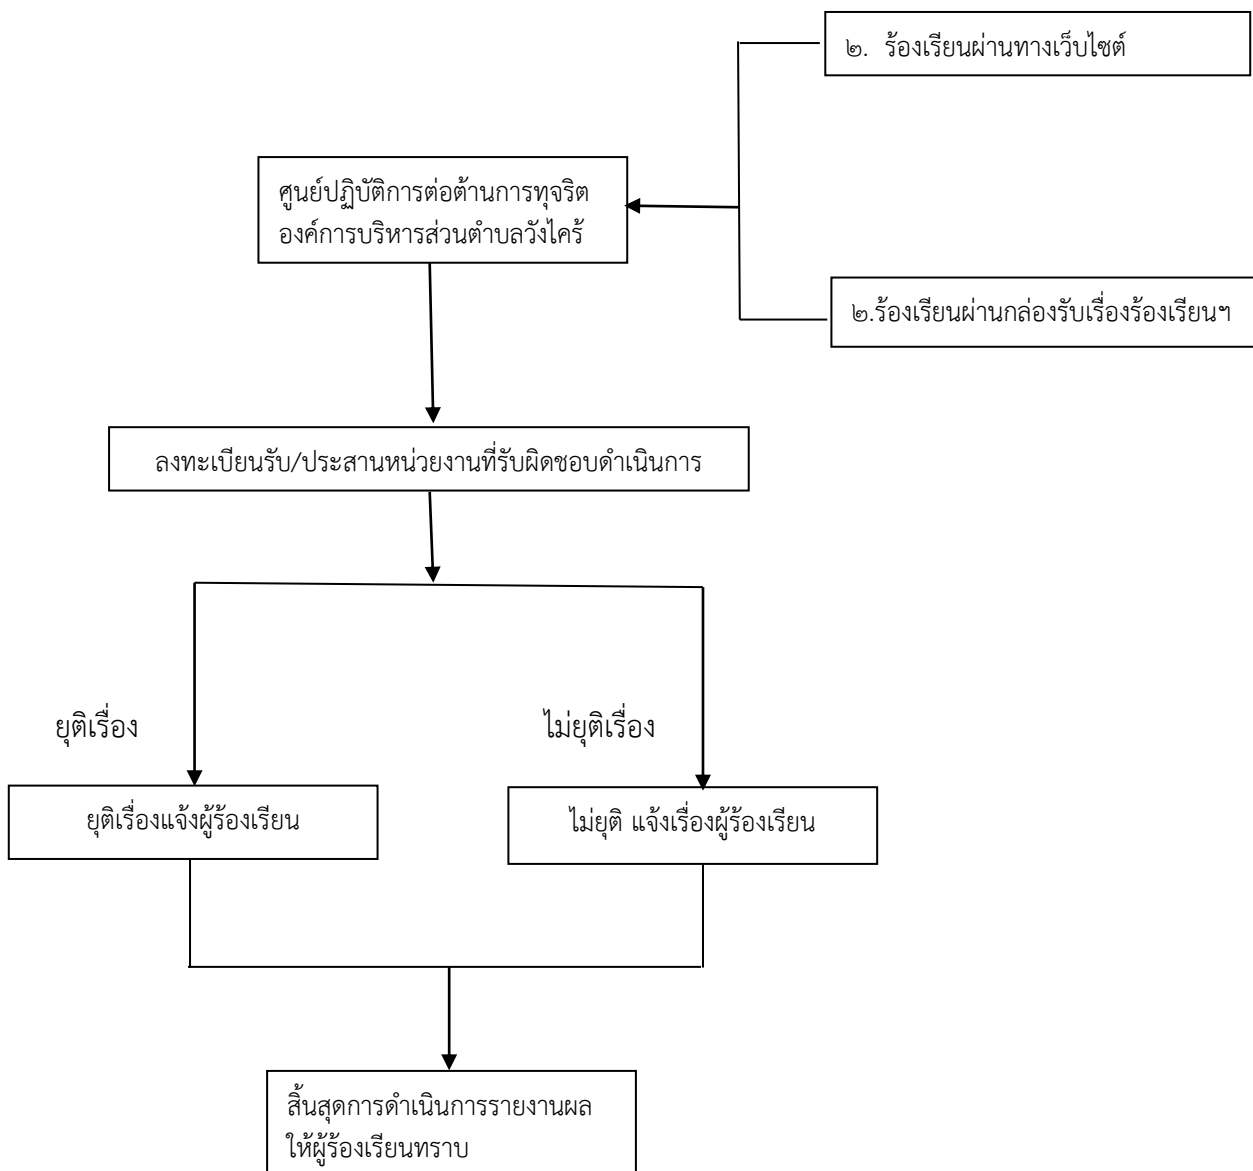 ๒. ร้องเรียนผ่านทางเว็บไซต์
ศูนย์ปฏิบัติการต่อต้านการทุจริต
องค์การบริหารส่วนตำบลวังไคร้
๒.ร้องเรียนผ่านกล่องรับเรื่องร้องเรียนฯ
ลงทะเบียนรับ/ประสานหน่วยงานที่รับผิดชอบดำเนินการ
ยุติเรื่อง
ไม่ยุติเรื่อง
ยุติเรื่องแจ้งผู้ร้องเรียน
ไม่ยุติ แจ้งเรื่องผู้ร้องเรียน
สิ้นสุดการดำเนินการรายงานผล
ให้ผู้ร้องเรียนทราบ